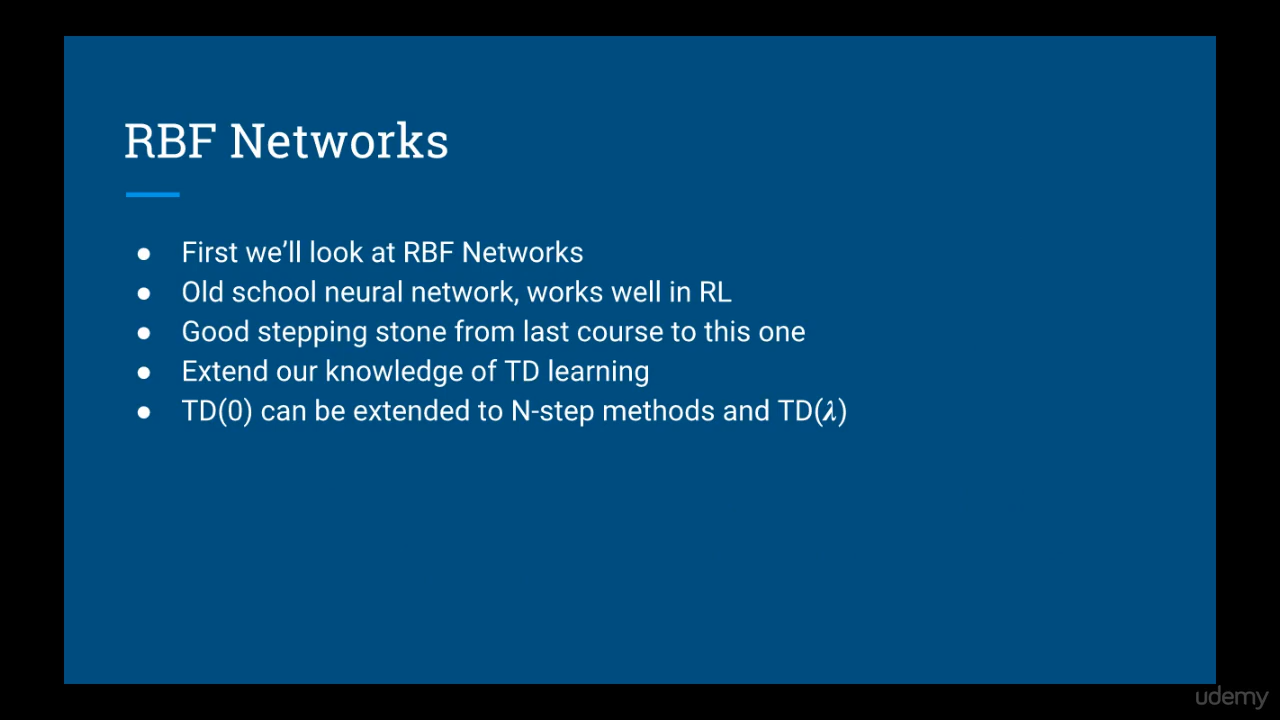 RBF Networks
● First we’ll look at RBF Networks
● Old school neural network, works well in RL
● Good stepping stone from last course to this one
● Extend our knowledge of TD learning
● TD(0) can be extended to N-step methods and TD(λ)
udemy